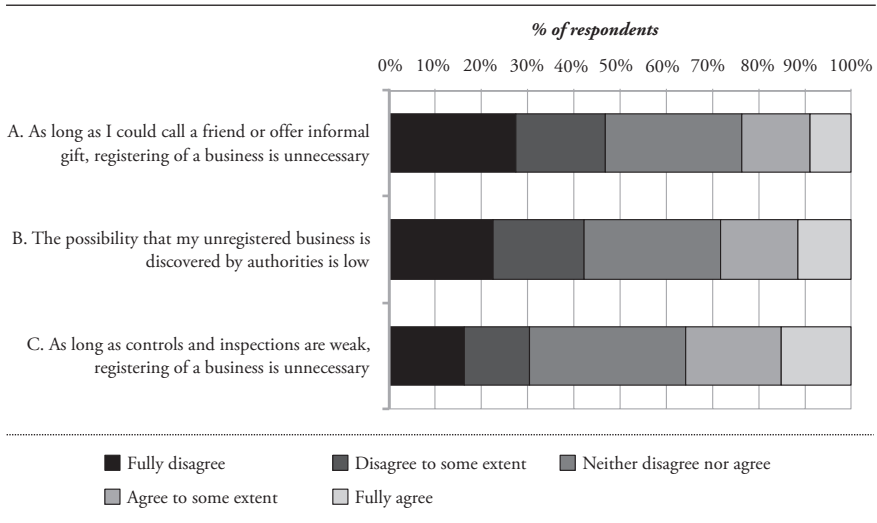 % of respondents
0% 10% 20% 30% 40% 50% 60% 70% 80% 90% 100%
A. As long as I could call a friend or offer informal
gift, registering of a business is unnecessary
B. The possibility that my unregistered business is
discovered by authorities is low
C. As long as controls and inspections are weak,
registering of a business is unnecessary
Fully disagree Disagree to some extent Neither disagree nor agree
Agree to some extent Fully agree